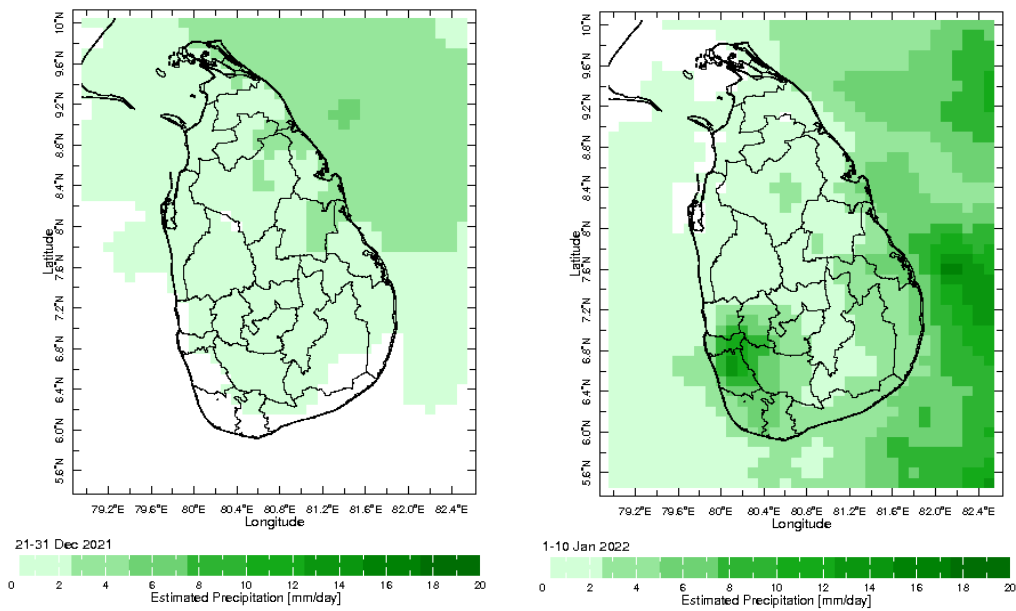 10°N
9.6°N
9.2°N
8.8°N
8.4°N
8°N
7.6°N
7.2°N
6.8°N
6.4°N
6.0°N
5.6°N
Latitude
79.2°E 79.6°E 80°E 80.4°E 80.8°E 81.2°E 81.6°E 82.0°E 82.4°E
Longitude
21-31 Dec 2021
0 2 4 6 8 10 12 14 16 18 20
Estimated Precipitation [mm/day]
10°N
9.6°N
9.2°N
8.8°N
8.4°N
8°N
7.6°N
7.2°N
6.8°N
6.4°N
6.0°N
5.6°N
Latitude
79.2°E 79.6°E 80°E 80.4°E 80.8°E 81.2°E 81.6°E 82.0°E 82.4°E
Longitude
1-10 Jan 2022
0 2 4 6 8 10 12 14 16 18 20
Estimated Precipitation [mm/day]